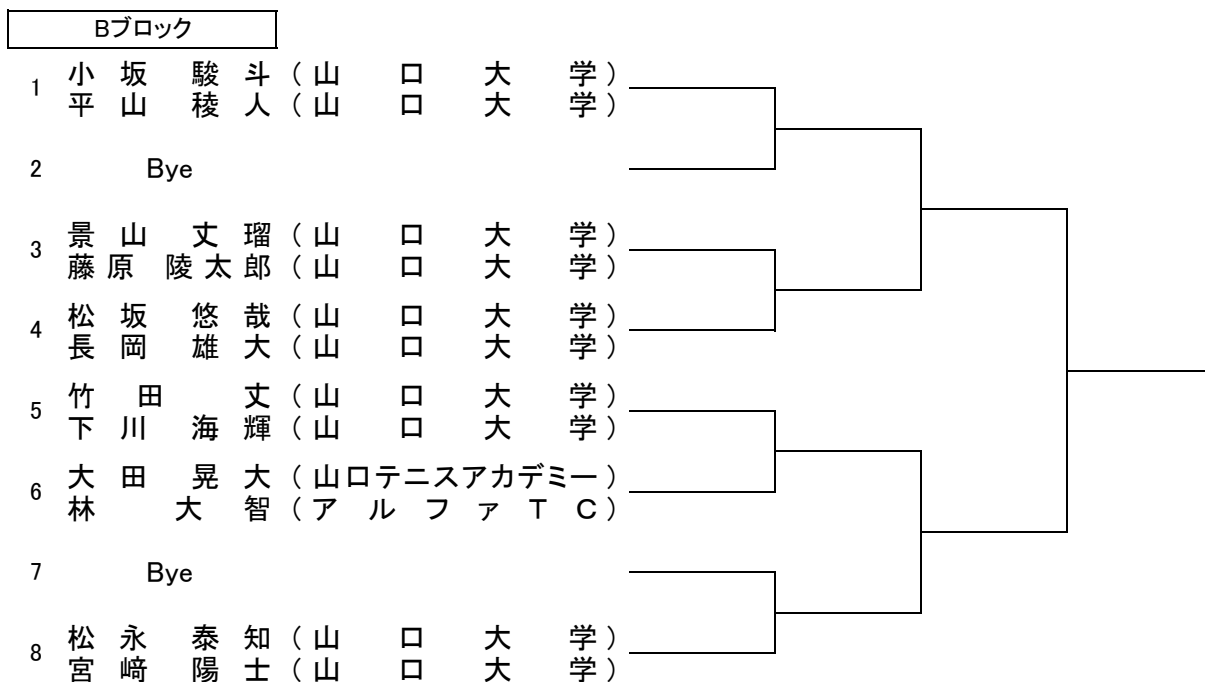 Bブロック
1 小坂 駿斗(山口大学)
平山 稜人(山口大学)
2 Bye
3 景山 丈瑠(山口大学)
藤原 陵太郎(山口大学)
4 松坂 悠哉(山口大学)
長岡 雄大(山口大学)
5 竹田 丈(山口大学)
下川 海輝(山口大学)
6 大田 晃大(山口テニスアカデミー)
林 大智(アルファTC)
7 Bye
8 松永 泰知(山口大学)
宮﨑 陽士(山口大学)